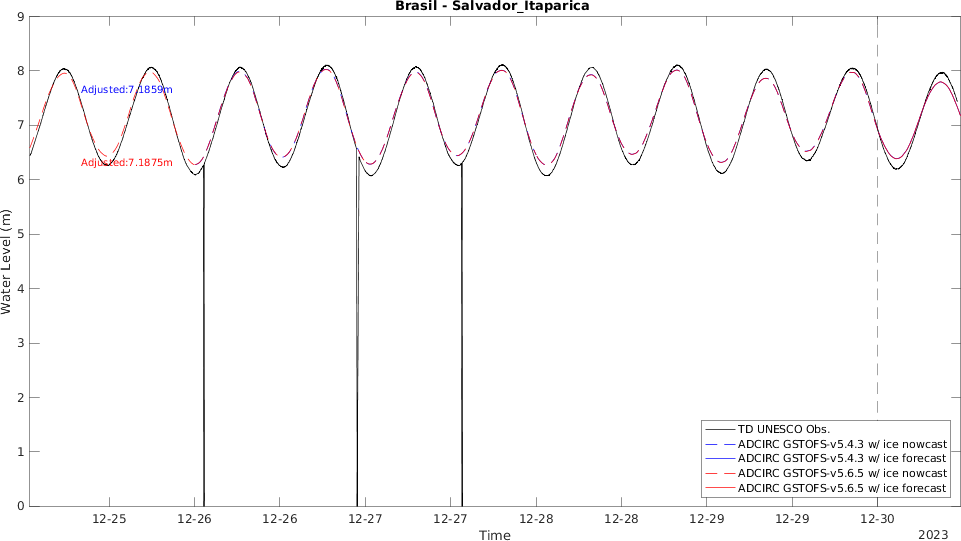 Brasil - Salvador_Itaparica
9
8
7
6
5
4
3
2
1
0
Water Level (m)
Adjusted:7.1859m
Adjusted:7.1875m
TD UNESCO Obs.
ADCIRC GSTOFS-v5.4.3 w/ ice nowcast
ADCIRC GSTOFS-v5.4.3 w/ ice forecast
ADCIRC GSTOFS-v5.6.5 w/ ice nowcast
ADCIRC GSTOFS-v5.6.5 w/ ice forecast
12-25 12-26 12-26 12-27 12-27 12-28 12-28 12-29 12-29 12-30
Time
2023